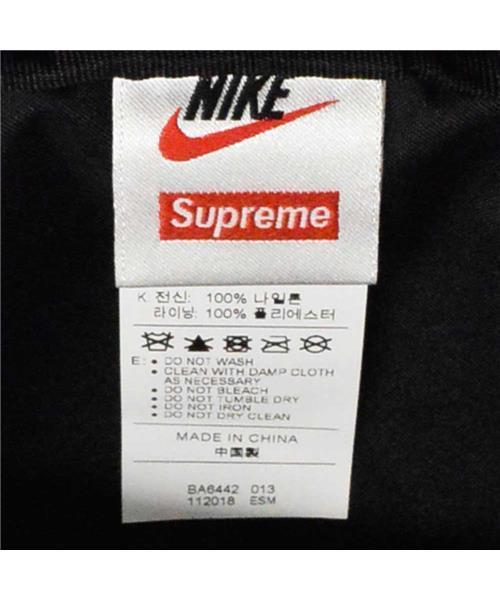 NIKE
Supreme
K. 전신: 100% 나일론
라이닝: 100% 폴리에스터
E: • DO NOT WASH
• CLEAN WITH DAMP CLOTH
AS NECESSARY
• DO NOT BLEACH
• DO NOT TUMBLE DRY
• DO NOT IRON
• DO NOT DRY CLEAN
MADE IN CHINA
中国製
BA6442 013
112018 ESM